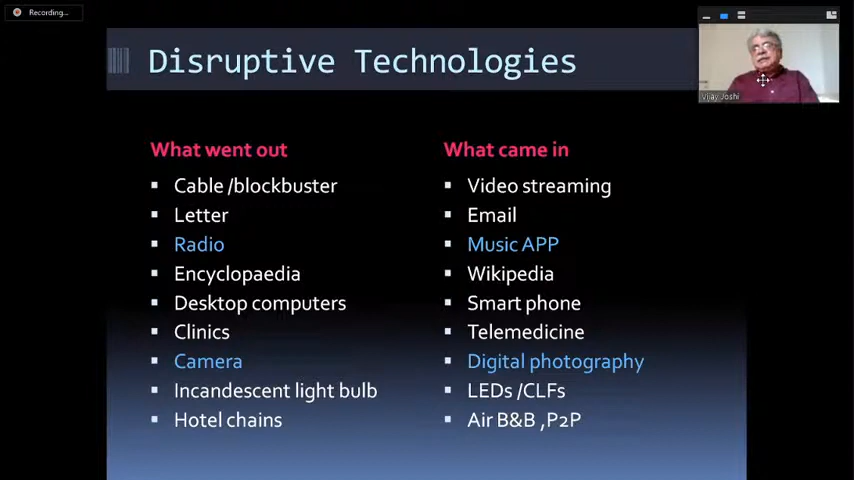 Recording...
Disruptive Technologies
Vijay Joshi
What went out
Cable /blockbuster
Letter
Radio
Encyclopaedia
Desktop computers
Clinics
Camera
Incandescent light bulb
Hotel chains
What came in
Video streaming
Email
Music APP
Wikipedia
Smart phone
Telemedicine
Digital photography
LEDs /CLFs
Air B&B ,P2P